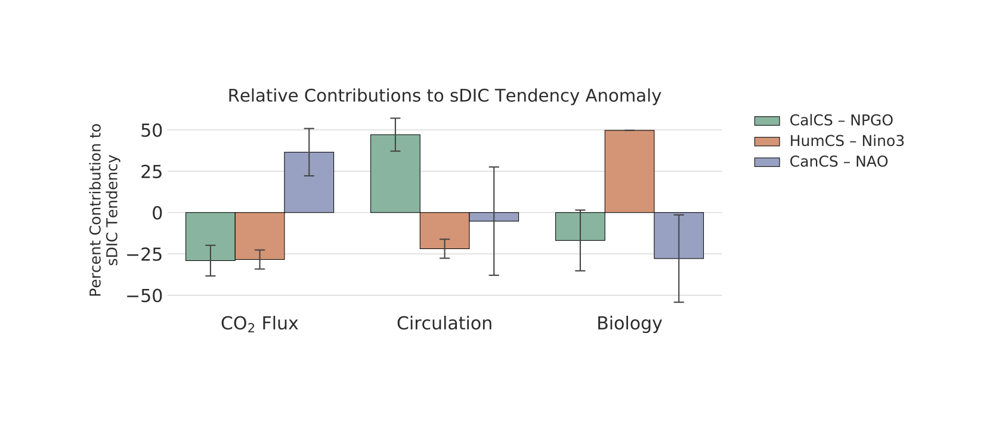 Relative Contributions to sDIC Tendency Anomaly
Percent Contribution to
sDIC Tendency
50
25
0
−25
−50
CO₂ Flux
Circulation
Biology
CalCS – NPGO
HumCS – Nino3
CanCS – NAO